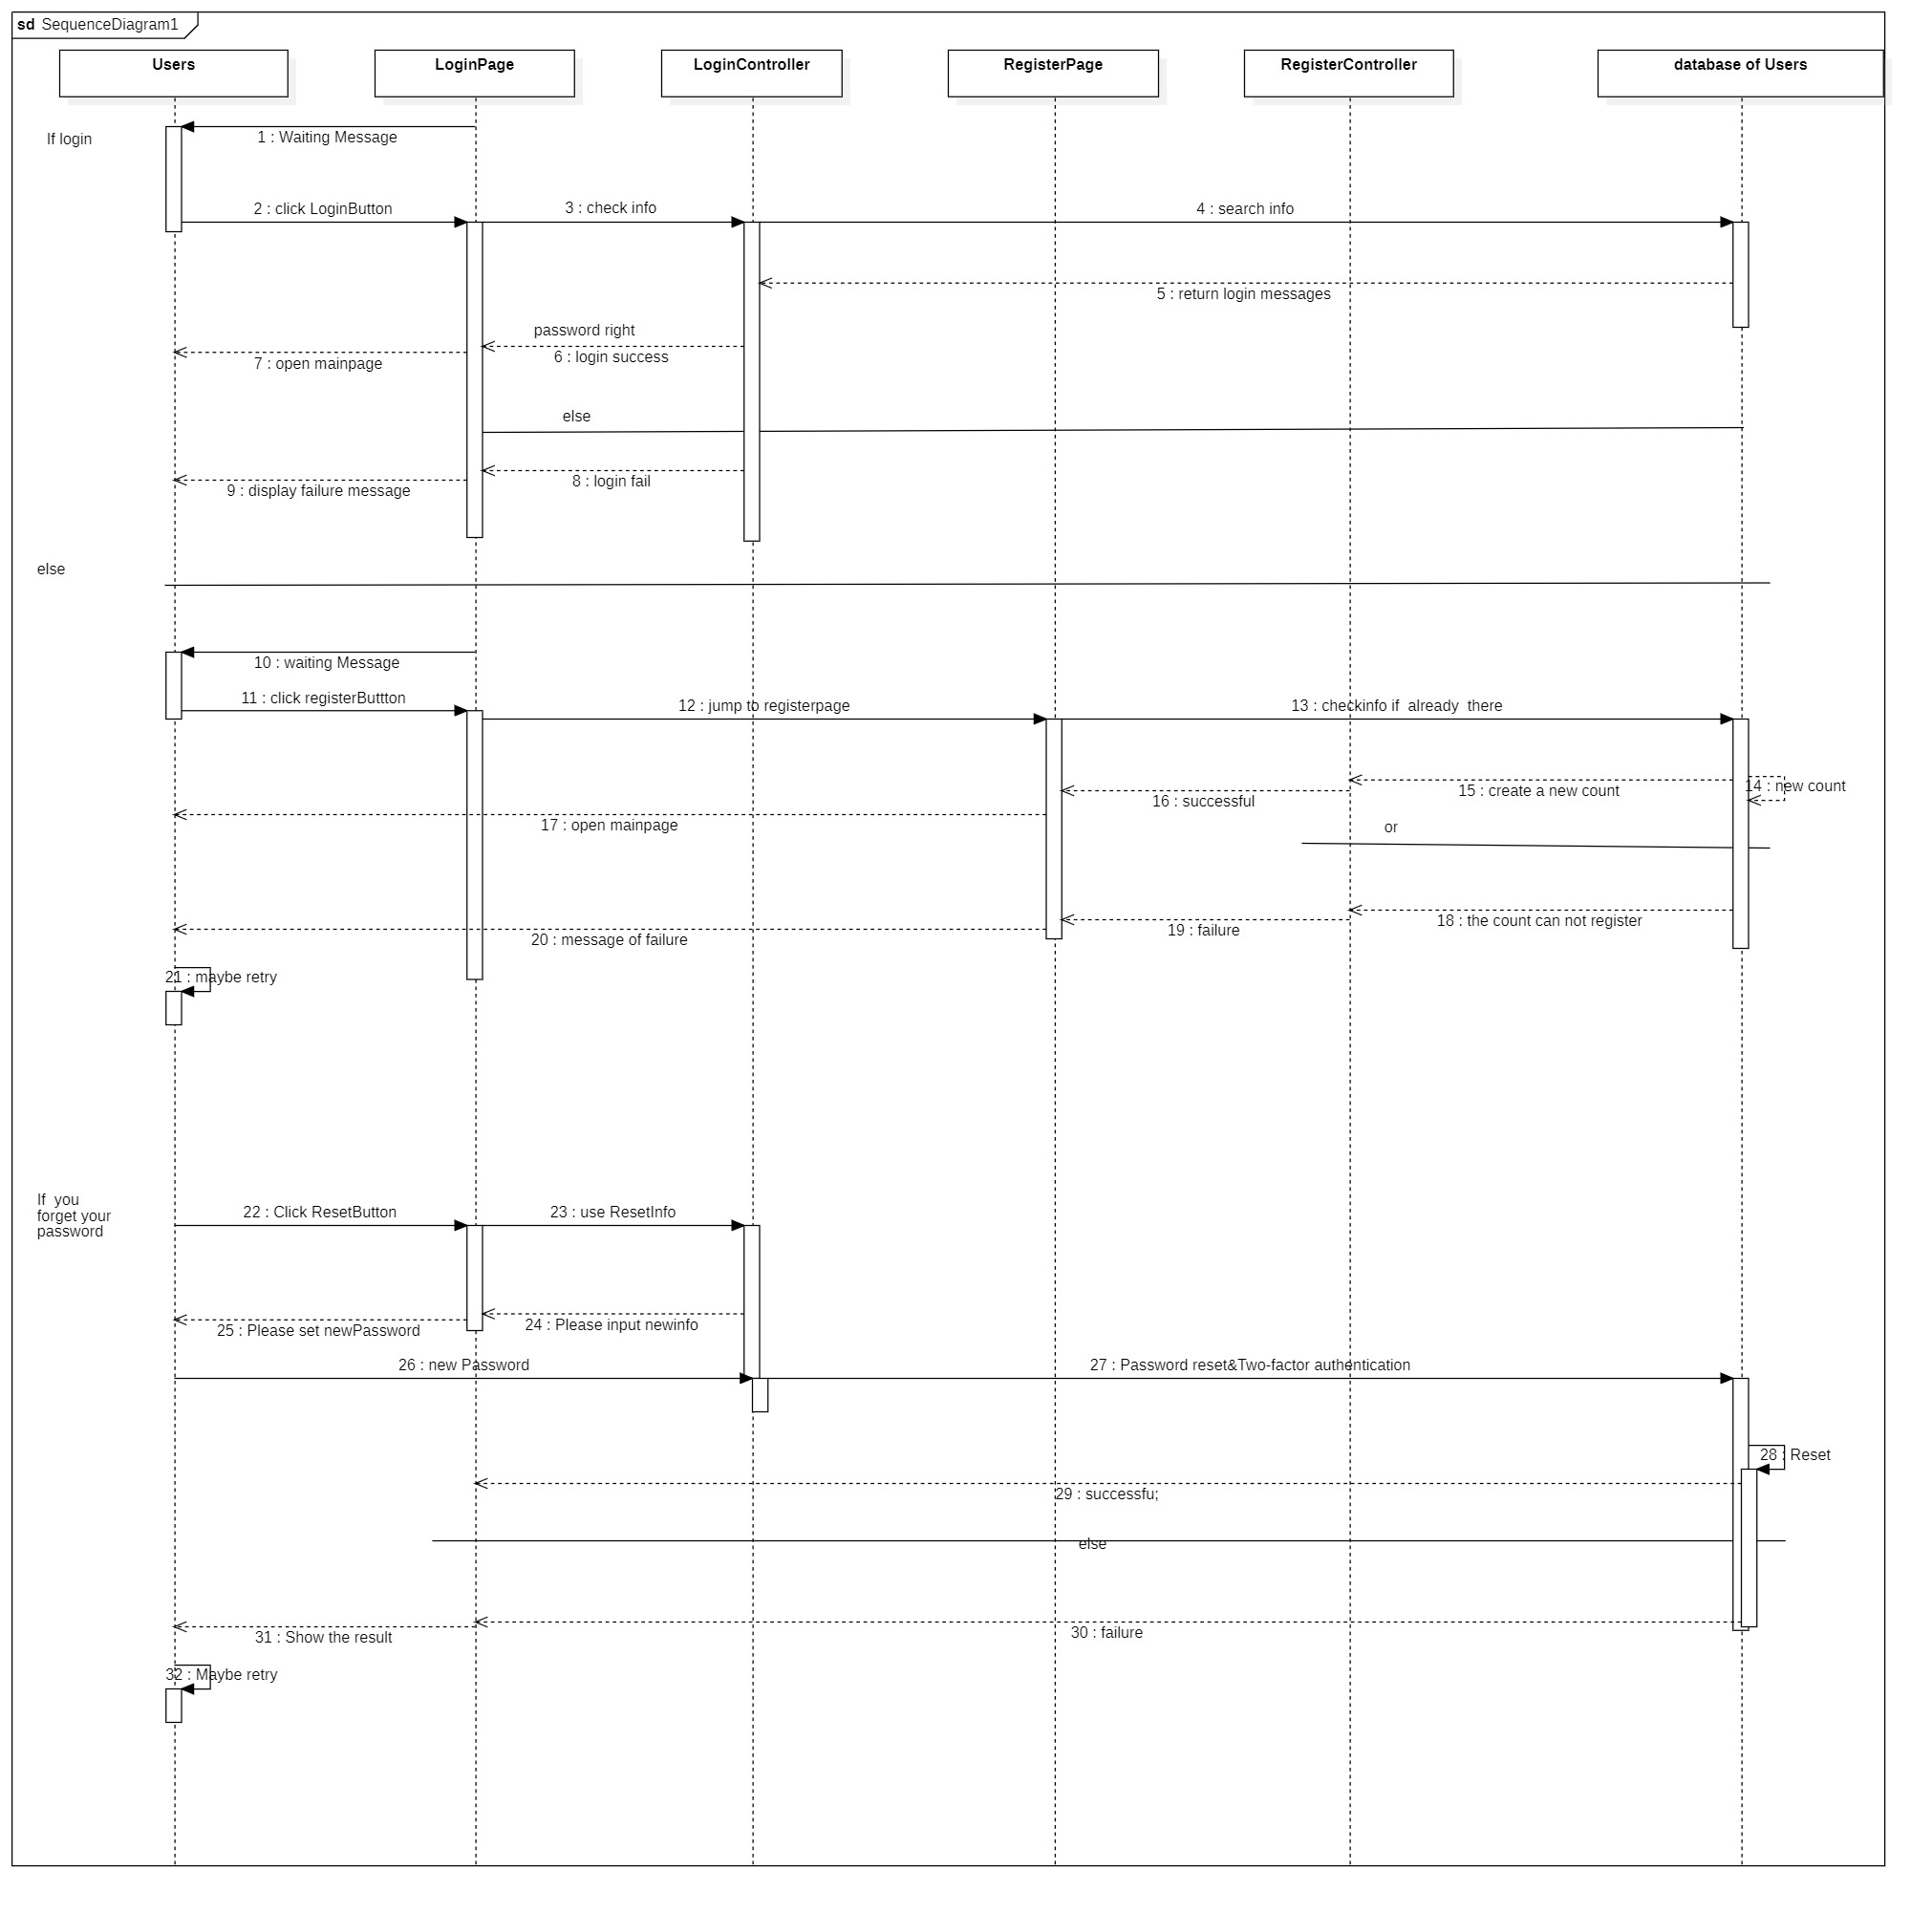 sd SequenceDiagram1
Users
LoginPage
LoginController
RegisterPage
RegisterController
database of Users
If login
1 : Waiting Message
2 : click LoginButton
3 : check info
4 : search info
5 : return login messages
password right
6 : login success
7 : open mainpage
else
8 : login fail
9 : display failure message
else
10 : waiting Message
11 : click registerButtton
12 : jump to registerpage
13 : checkinfo if  already  there
14 : new count
15 : create a new count
16 : successful
17 : open mainpage
or
18 : the count can not register
19 : failure
20 : message of failure
21 : maybe retry
If  you
forget your
password
22 : Click ResetButton
23 : use ResetInfo
24 : Please input newinfo
25 : Please set newPassword
26 : new Password
27 : Password reset&Two-factor authentication
28 : Reset
29 : successfu;
else
30 : failure
31 : Show the result
32 : Maybe retry